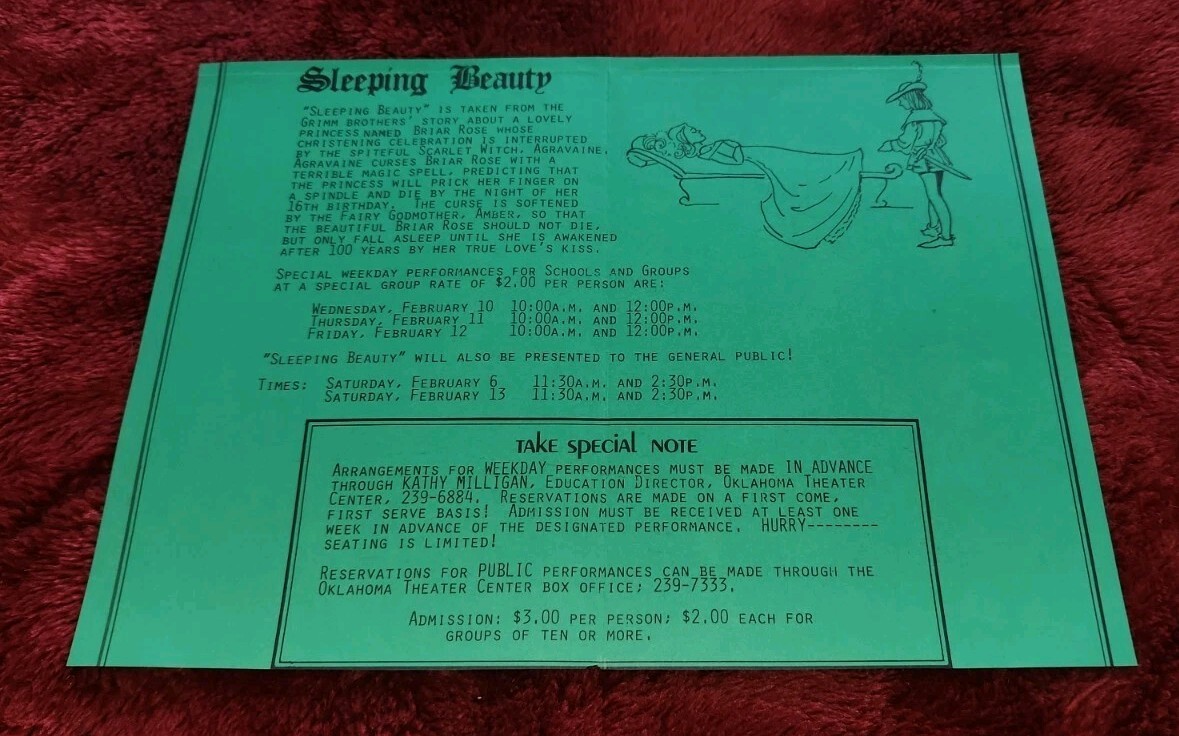 Sleeping Beauty
"SLEEPING BEAUTY" IS TAKEN FROM THE
GRIMM BROTHERS' STORY ABOUT A LOVELY
PRINCESS NAMED BRIAR ROSE WHOSE
CHRISTENING CELEBRATION IS INTERRUPTED
BY THE SPITEFUL SCARLET WITCH, AGRAVAINE.
AGRAVAINE CURSES BRIAR ROSE WITH A
TERRIBLE MAGIC SPELL, PREDICTING THAT
THE PRINCESS WILL PRICK HER FINGER ON
A SPINDLE AND DIE BY THE NIGHT OF HER
16TH BIRTHDAY. THE CURSE IS SOFTENED
BY THE FAIRY GODMOTHER, AMBER, SO THAT
THE BEAUTIFUL BRIAR ROSE SHOULD NOT DIE,
BUT ONLY FALL ASLEEP UNTIL SHE IS AWAKENED
AFTER 100 YEARS BY HER TRUE LOVE'S KISS.
SPECIAL WEEKDAY PERFORMANCES FOR SCHOOLS AND GROUPS
AT A SPECIAL GROUP RATE OF $2.00 PER PERSON ARE:
WEDNESDAY, FEBRUARY 10 10:00A.M. AND 12:00P.M.
THURSDAY, FEBRUARY 11 10:00A.M. AND 12:00P.M.
FRIDAY, FEBRUARY 12 10:00A.M. AND 12:00P.M.
"SLEEPING BEAUTY" WILL ALSO BE PRESENTED TO THE GENERAL PUBLIC!
TIMES: SATURDAY, FEBRUARY 6 11:30A.M. AND 2:30P.M.
SATURDAY, FEBRUARY 13 11:30A.M. AND 2:30P.M.
TAKE SPECIAL NOTE
ARRANGEMENTS FOR WEEKDAY PERFORMANCES MUST BE MADE IN ADVANCE
THROUGH KATHY MILLIGAN, EDUCATION DIRECTOR, OKLAHOMA THEATER
CENTER, 239-6884. RESERVATIONS ARE MADE ON A FIRST COME,
FIRST SERVE BASIS! ADMISSION MUST BE RECEIVED AT LEAST ONE
WEEK IN ADVANCE OF THE DESIGNATED PERFORMANCE. HURRY--------
SEATING IS LIMITED!
RESERVATIONS FOR PUBLIC PERFORMANCES CAN BE MADE THROUGH THE
OKLAHOMA THEATER CENTER BOX OFFICE; 239-7333.
ADMISSION: $3.00 PER PERSON; $2.00 EACH FOR
GROUPS OF TEN OR MORE.